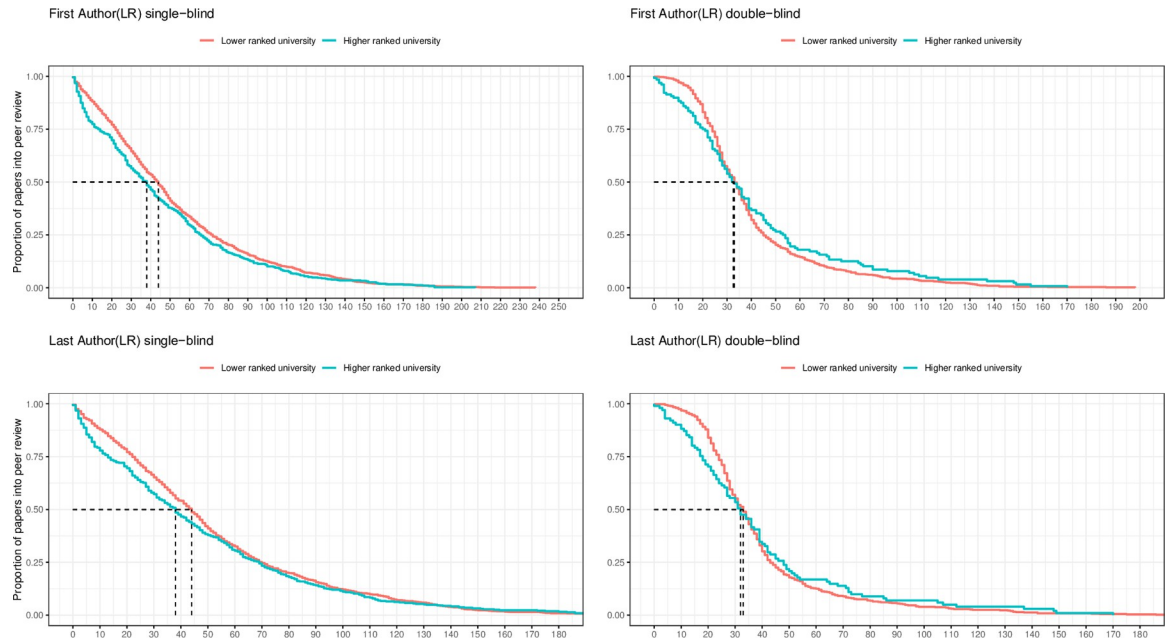 First Author(LR) single−blind
Lower ranked university Higher ranked university
Proportion of papers into peer review
1.00
0.75
0.50
0.25
0.00
0 10 20 30 40 50 60 70 80 90 100 110 120 130 140 150 160 170 180 190 200 210 220 230 240 250
First Author(LR) double−blind
Lower ranked university Higher ranked university
1.00
0.75
0.50
0.25
0.00
0 10 20 30 40 50 60 70 80 90 100 110 120 130 140 150 160 170 180 190 200
Last Author(LR) single−blind
Lower ranked university Higher ranked university
Proportion of papers into peer review
1.00
0.75
0.50
0.25
0.00
0 10 20 30 40 50 60 70 80 90 100 110 120 130 140 150 160 170 180
Last Author(LR) double−blind
Lower ranked university Higher ranked university
1.00
0.75
0.50
0.25
0.00
0 10 20 30 40 50 60 70 80 90 100 110 120 130 140 150 160 170 180